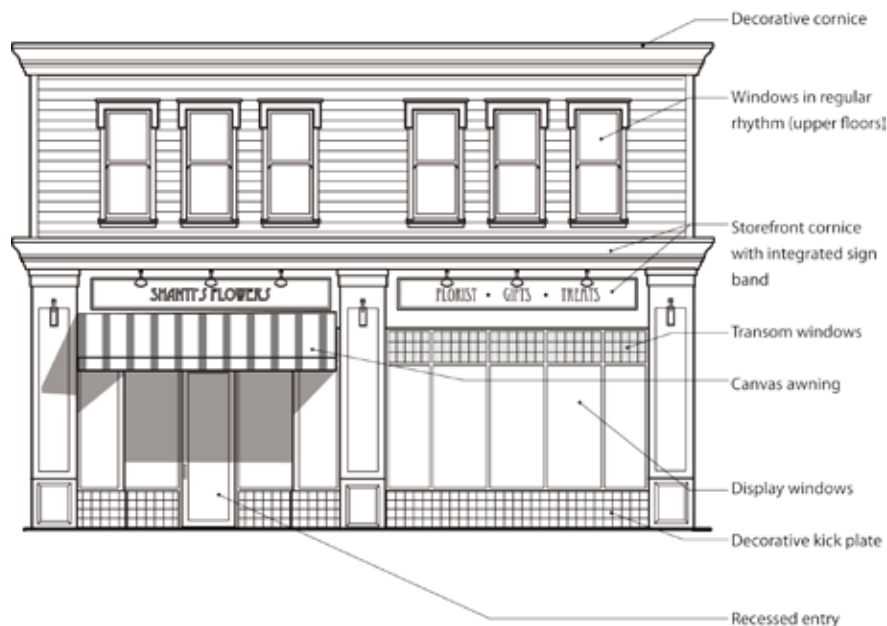 Decorative cornice
Windows in regular
rhythm (upper floors)
Storefront cornice
with integrated sign
band
SHANTI'S FLOWERS
FLORIST • GIFTS • TREATS
Transom windows
Canvas awning
Display windows
Decorative kick plate
Recessed entry